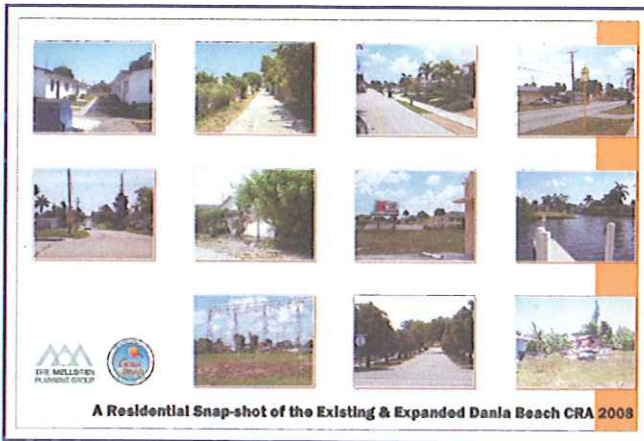 THE MELLGREN
PLANNING GROUP
A Residential Snap-shot of the Existing & Expanded Dania Beach CRA 2008